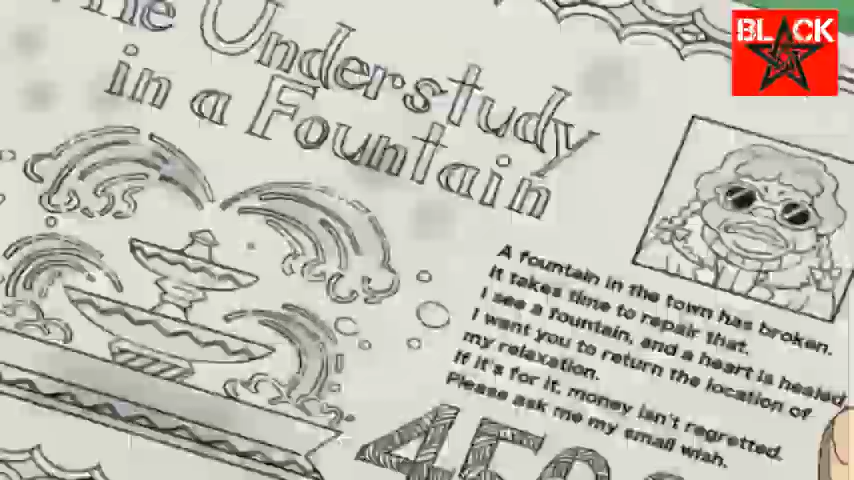 BLACK
The Understudy
in a Fountain
A fountain in the town has broken.
It takes time to repair that.
I see a fountain, and a heart is healed
I want you to return the location of
my relaxation.
If it's for it, money isn't regretted.
Please ask me my small wish.